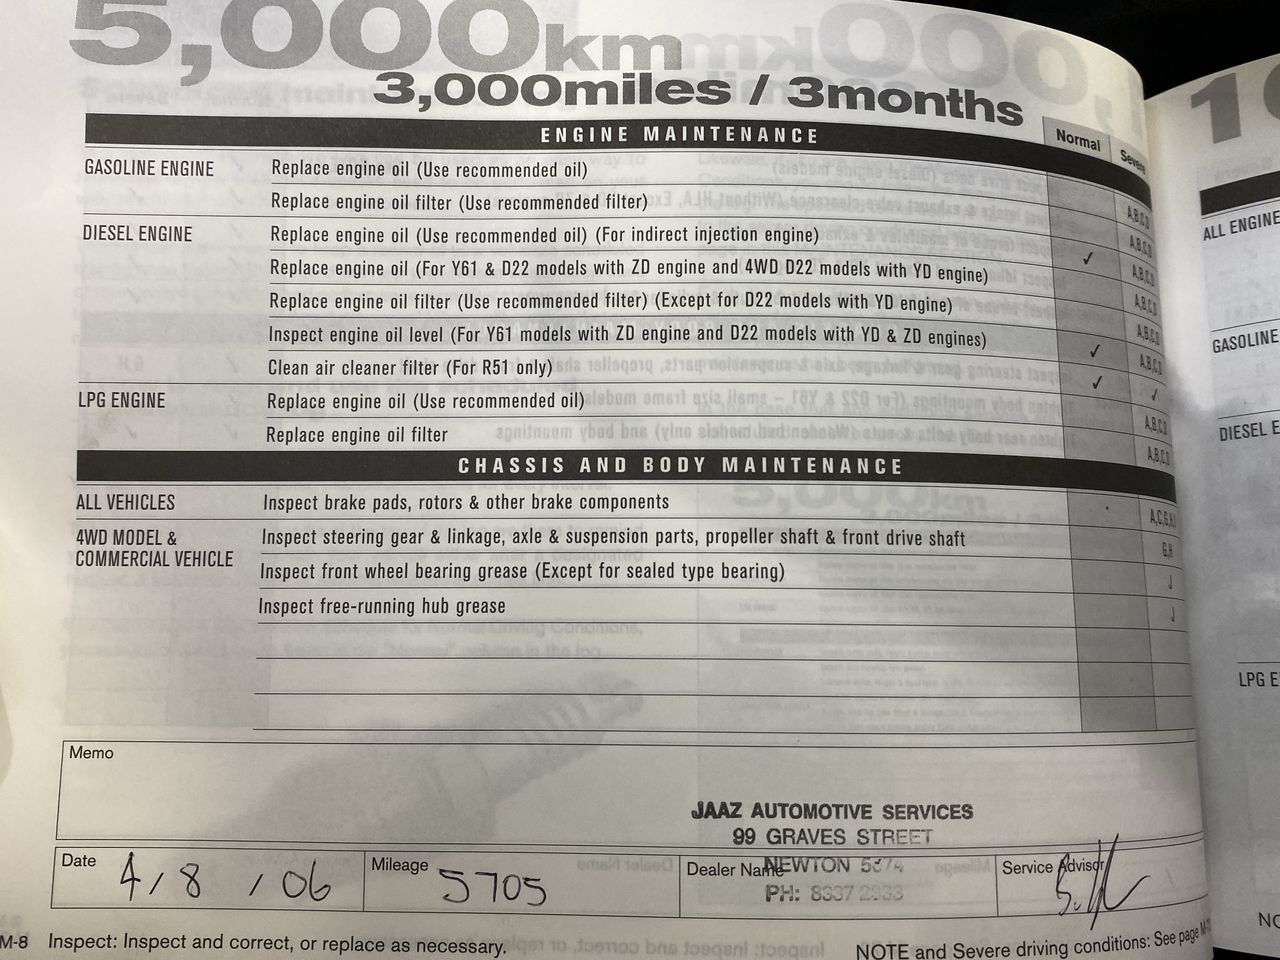 5,000km
3,000miles / 3months
ENGINE MAINTENANCE Normal Severe
GASOLINE ENGINE Replace engine oil (Use recommended oil) A,B,C,D
Replace engine oil filter (Use recommended filter) A,B,C,D
DIESEL ENGINE Replace engine oil (Use recommended oil) (For indirect injection engine) ✓ A,B,C,D
Replace engine oil (For Y61 & D22 models with ZD engine and 4WD D22 models with YD engine) A,B,C,D
Replace engine oil filter (Use recommended filter) (Except for D22 models with YD engine) A,B,C,D
Inspect engine oil level (For Y61 models with ZD engine and D22 models with YD & ZD engines) ✓ A,B,C,D
Clean air cleaner filter (For R51 only) ✓ ✓
LPG ENGINE Replace engine oil (Use recommended oil) A,B,C,D
Replace engine oil filter A,B,C,D
CHASSIS AND BODY MAINTENANCE
ALL VEHICLES Inspect brake pads, rotors & other brake components A,C,G,H
4WD MODEL & COMMERCIAL VEHICLE Inspect steering gear & linkage, axle & suspension parts, propeller shaft & front drive shaft G,H
Inspect front wheel bearing grease (Except for sealed type bearing) J
Inspect free-running hub grease J
Memo
JAAZ AUTOMOTIVE SERVICES
99 GRAVES STREET
NEWTON
PH: 8337
Date 4 / 8 / 06 Mileage 5705 Dealer Name Service Advisor
M-8 Inspect: Inspect and correct, or replace as necessary. NOTE and Severe driving conditions: See page
ALL ENGINE
GASOLINE
DIESEL E
LPG E